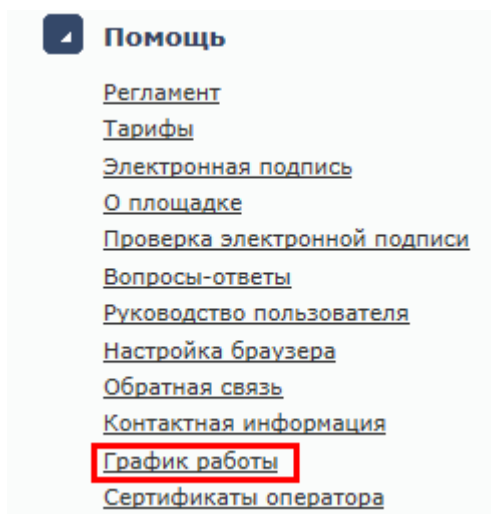 Помощь
Регламент
Тарифы
Электронная подпись
О площадке
Проверка электронной подписи
Вопросы-ответы
Руководство пользователя
Настройка браузера
Обратная связь
Контактная информация
График работы
Сертификаты оператора